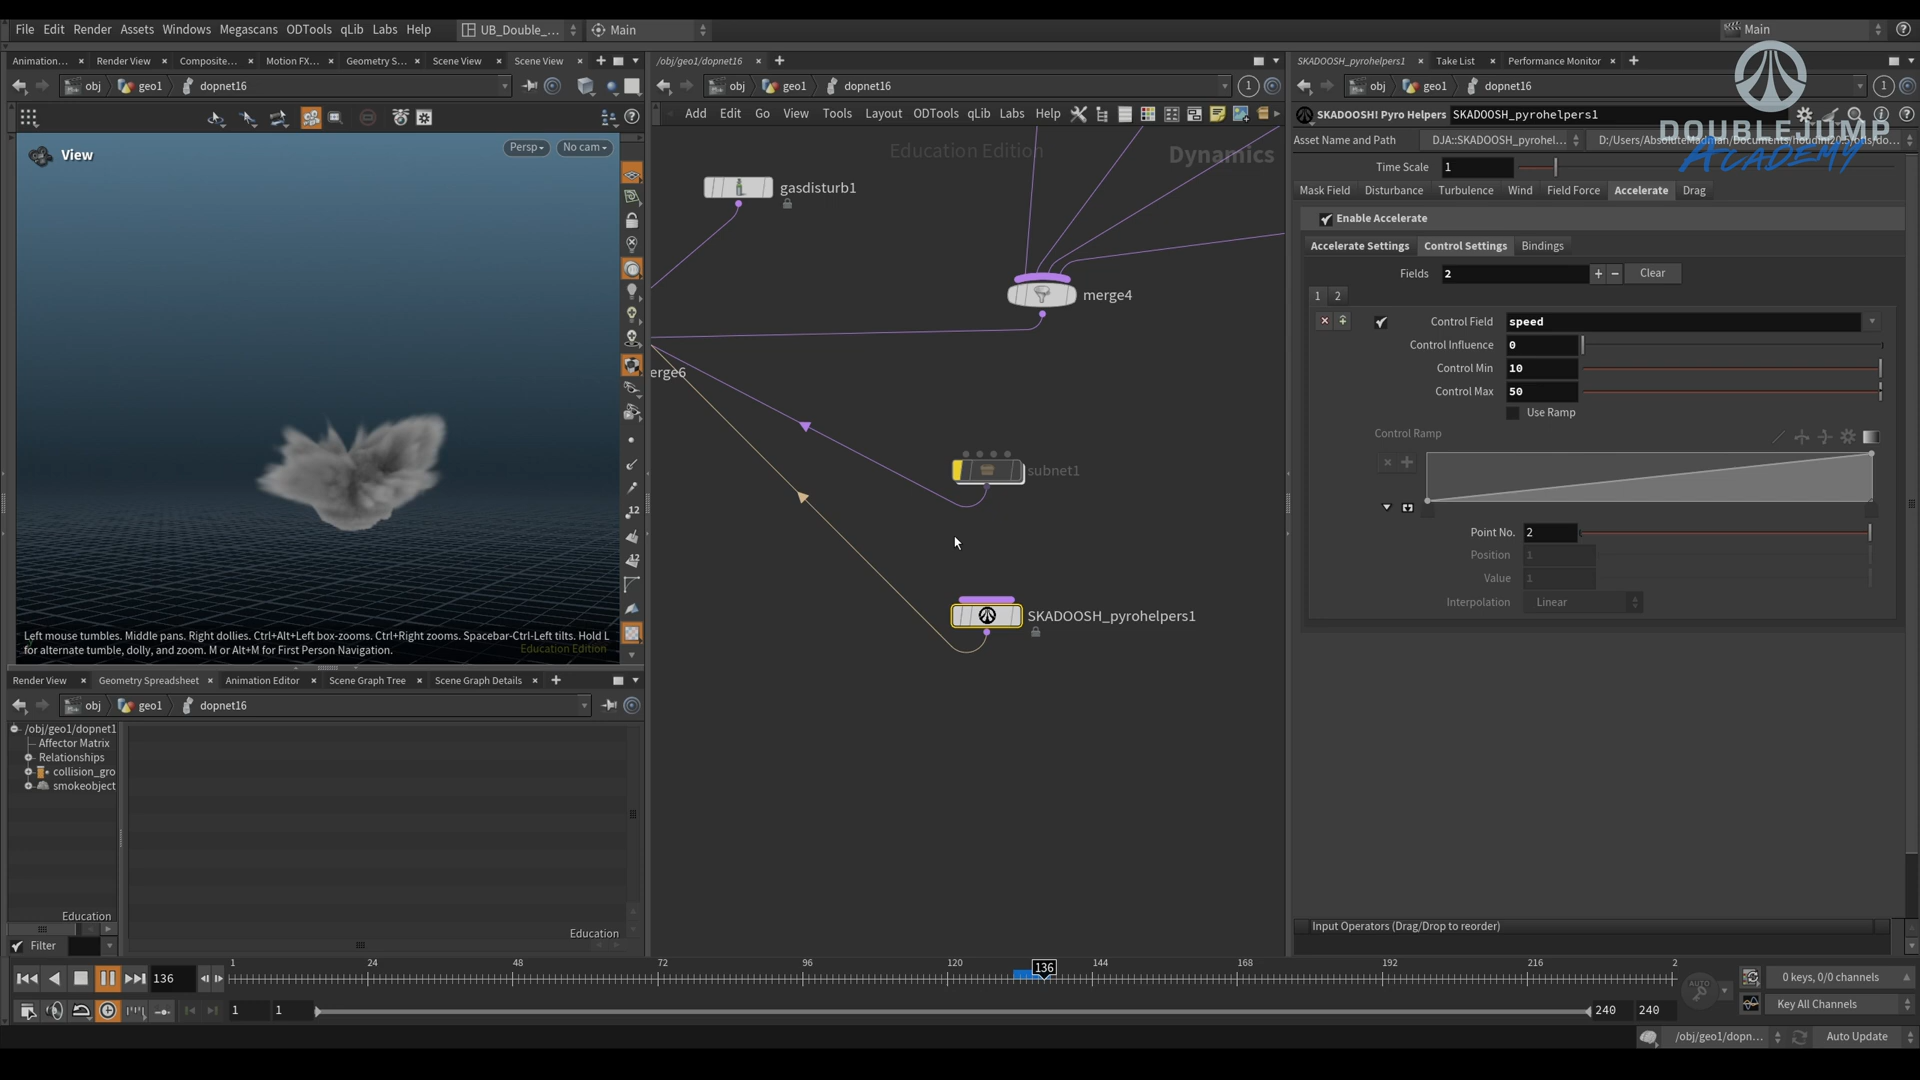 File Edit Render Assets Windows Megascans ODTools qLib Labs Help UB_Double_... Main Main
Animation... Render View Composite... Motion FX... Geometry S... Scene View Scene View
obj geo1 dopnet16
View
Persp No cam
12
12
Left mouse tumbles. Middle pans. Right dollies. Ctrl+Alt+Left box-zooms. Ctrl+Right zooms. Spacebar-Ctrl-Left tilts. Hold L
for alternate tumble, dolly, and zoom. M or Alt+M for First Person Navigation.
Education Edition
Render View Geometry Spreadsheet Animation Editor Scene Graph Tree Scene Graph Details
obj geo1 dopnet16
/obj/geo1/dopnet1
Affector Matrix
Relationships
collision_gro
smokeobject
Education
Education
Filter
/obj/geo1/dopnet16
obj geo1 dopnet16 1
Add Edit Go View Tools Layout ODTools qLib Labs Help
Education Edition Dynamics
gasdisturb1
merge4
erge6
subnet1
SKADOOSH_pyrohelpers1
SKADOOSH_pyrohelpers1 Take List Performance Monitor
obj geo1 dopnet16 1
SKADOOSH! Pyro Helpers SKADOOSH_pyrohelpers1
DOUBLEJUMP
ACADEMY
Asset Name and Path DJA::SKADOOSH_pyrohel...
Time Scale 1
Mask Field Disturbance Turbulence Wind Field Force Accelerate Drag
Enable Accelerate
Accelerate Settings Control Settings Bindings
Fields 2 Clear
1 2
Control Field speed
Control Influence 0
Control Min 10
Control Max 50
Use Ramp
Control Ramp
Point No. 2
Position 1
Value 1
Interpolation Linear
Input Operators (Drag/Drop to reorder)
136 1 24 48 72 96 120 136 144 168 192 216 2
AUTO
0 keys, 0/0 channels
1 1 240 240
Key All Channels
/obj/geo1/dopn... Auto Update